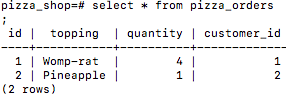 pizza_shop=# select * from pizza_orders
;
 id | topping | quantity | customer_id
----+-----------+----------+-------------
  1 | Womp-rat | 4 | 1
  2 | Pineapple | 1 | 2
(2 rows)